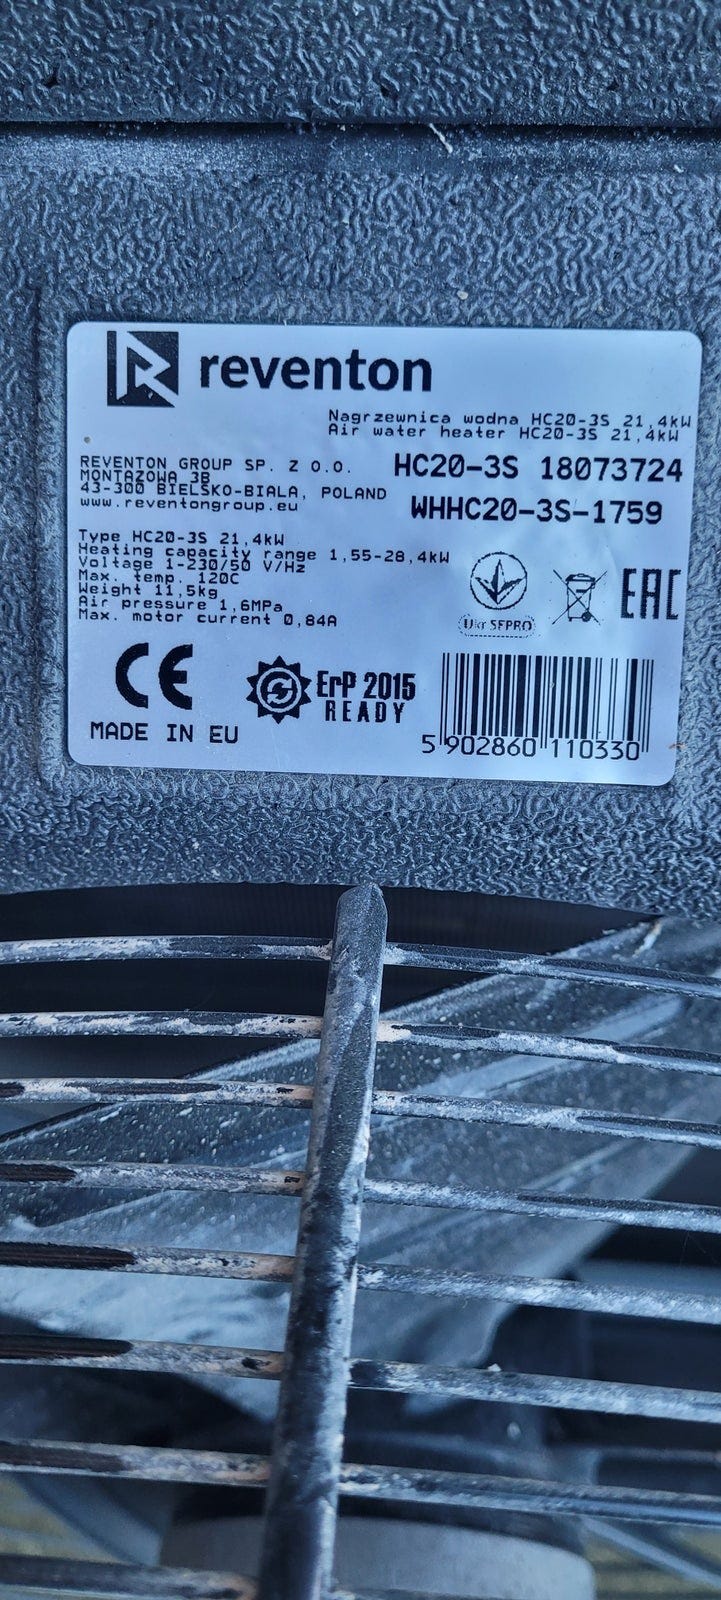 reventon
Nagrzewnica wodna HC20-3S 21,4kW
Air water heater HC20-3S 21,4kW
REVENTON GROUP SP. Z O.O.
MONTAZOWA 3B
43-300 BIELSKO-BIALA, POLAND
www.reventongroup.eu
HC20-3S 18073724
WHHC20-3S-1759
Type HC20-3S 21,4kW
Heating capacity range 1,55-28,4kW
Voltage 1-230/50 V/Hz
Max. temp. 120C
Weight 11,5kg
Air pressure 1,6MPa
Max. motor current 0,84A
Ukr SEPRO
EAC
CE
ErP 2015
READY
MADE IN EU
5 902860 110330